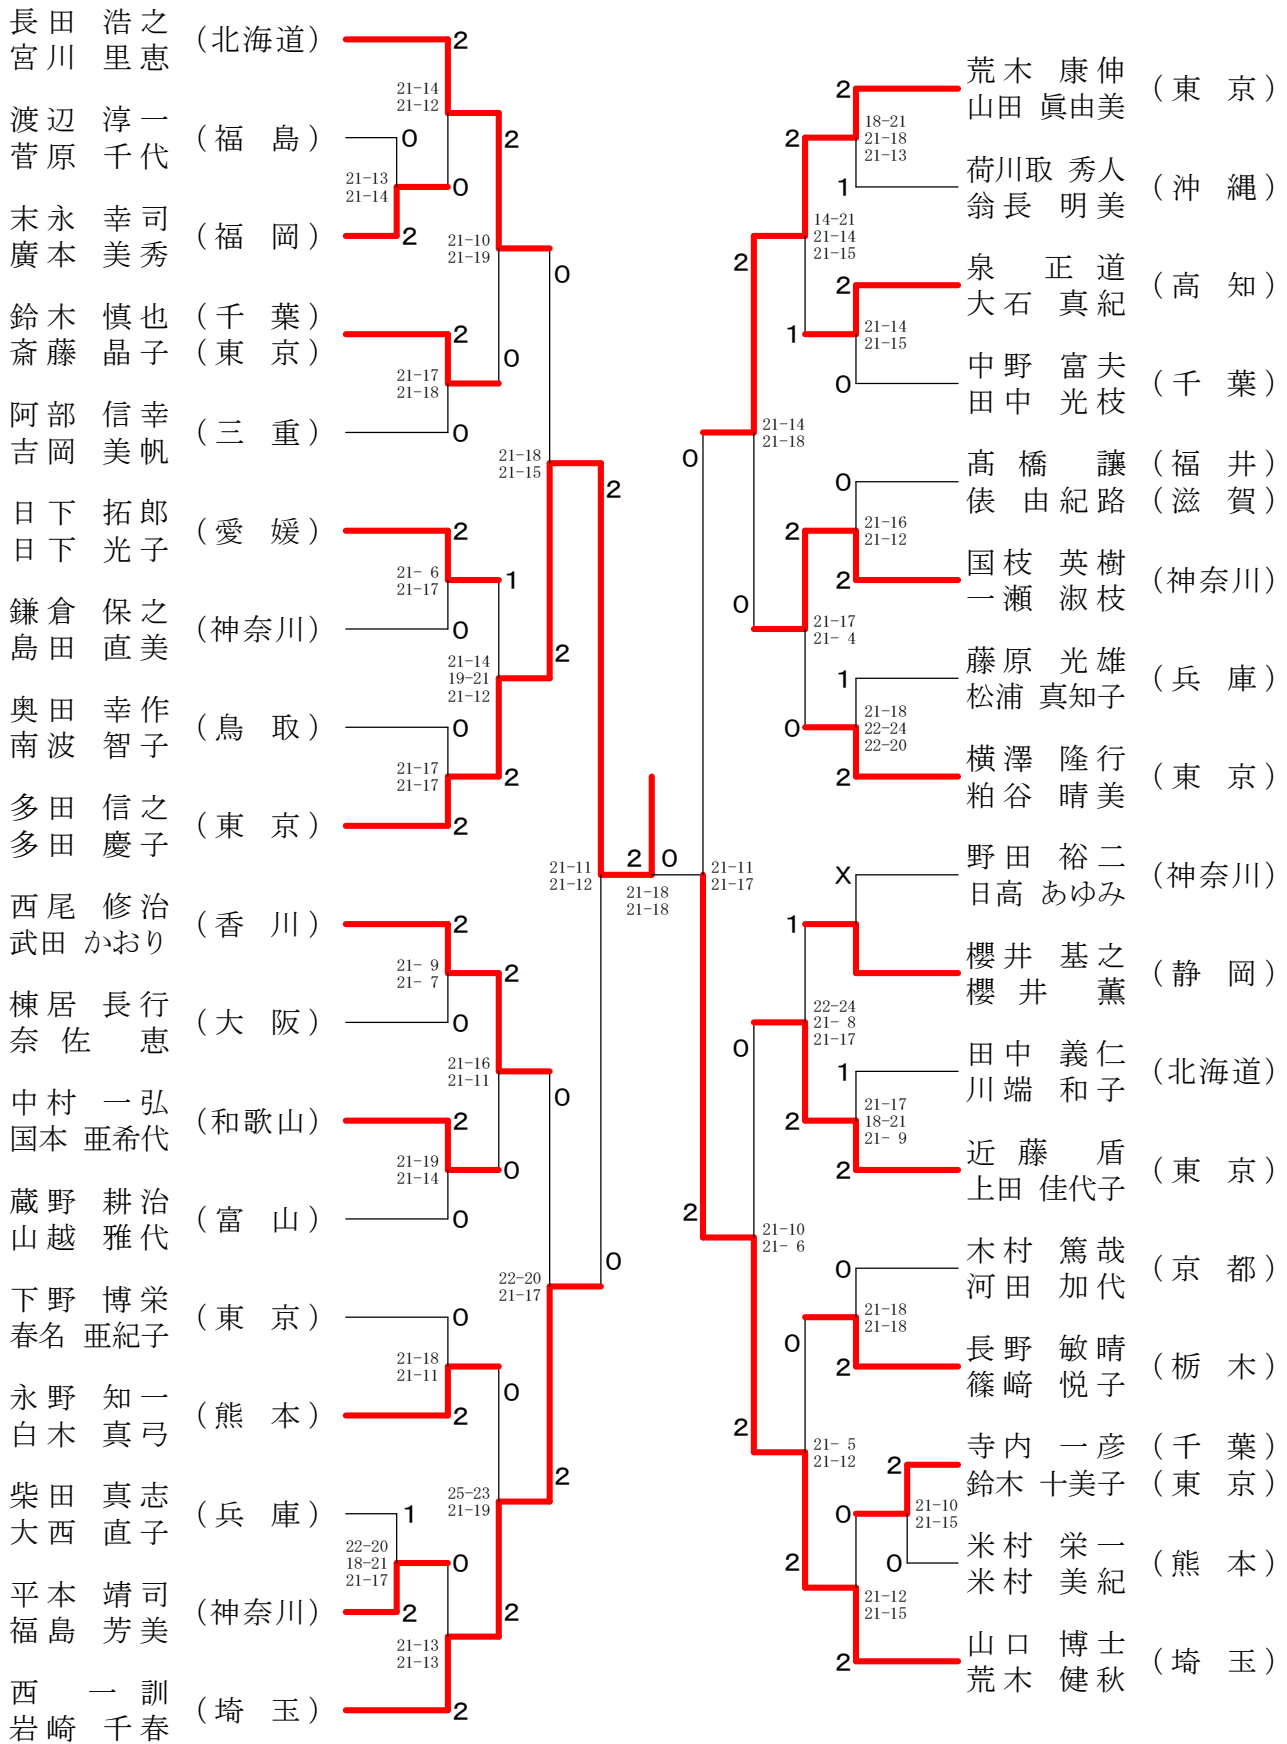 長田 浩之
宮川 里恵
(北海道)
2
21-14
21-12
渡辺 淳一
菅原 千代
(福 島)
0
2
21-13
21-14
0
末永 幸司
廣本 美秀
(福 岡)
2
21-10
21-19
0
鈴木 慎也
斎藤 晶子
(千 葉)
(東 京)
2
0
21-17
21-18
阿部 信幸
吉岡 美帆
(三 重)
0
21-18
21-15
2
日下 拓郎
日下 光子
(愛 媛)
2
21- 6
21-17
1
鎌倉 保之
島田 直美
(神奈川)
0
21-14
19-21
21-12
2
奥田 幸作
南波 智子
(鳥 取)
0
21-17
21-17
2
多田 信之
多田 慶子
(東 京)
2
21-11
21-12
2
0
21-18
21-18
西尾 修治
武田 かおり
(香 川)
2
21- 9
21- 7
2
棟居 長行
奈佐 恵
(大 阪)
0
21-16
21-11
0
中村 一弘
国本 亜希代
(和歌山)
2
21-19
21-14
0
蔵野 耕治
山越 雅代
(富 山)
0
22-20
21-17
0
下野 博栄
春名 亜紀子
(東 京)
0
21-18
21-11
0
永野 知一
白木 真弓
(熊 本)
2
25-23
21-19
2
柴田 真志
大西 直子
(兵 庫)
1
22-20
18-21
21-17
0
平本 靖司
福島 芳美
(神奈川)
2
2
21-13
21-13
西 一訓
岩崎 千春
(埼 玉)
2
荒木 康伸
山田 眞由美
(東 京)
2
18-21
21-18
21-13
2
荷川取 秀人
翁長 明美
(沖 縄)
1
14-21
21-14
21-15
2
泉 正道
大石 真紀
(高 知)
2
21-14
21-15
1
中野 富夫
田中 光枝
(千 葉)
0
21-14
21-18
0
髙橋 譲
俵 由紀路
(福 井)
(滋 賀)
0
21-16
21-12
2
国枝 英樹
一瀬 淑枝
(神奈川)
2
0
21-17
21- 4
藤原 光雄
松浦 真知子
(兵 庫)
1
21-18
22-24
22-20
0
横澤 隆行
粕谷 晴美
(東 京)
2
21-11
21-17
野田 裕二
日高 あゆみ
(神奈川)
X
1
櫻井 基之
櫻井 薫
(静 岡)
22-24
21- 8
21-17
0
田中 義仁
川端 和子
(北海道)
1
21-17
18-21
21- 9
2
近藤 盾
上田 佳代子
(東 京)
2
2
21-10
21- 6
木村 篤哉
河田 加代
(京 都)
0
21-18
21-18
0
長野 敏晴
篠﨑 悦子
(栃 木)
2
2
21- 5
21-12
寺内 一彦
鈴木 十美子
(千 葉)
(東 京)
2
21-10
21-15
0
米村 栄一
米村 美紀
(熊 本)
0
2
21-12
21-15
山口 博士
荒木 健秋
(埼 玉)
2